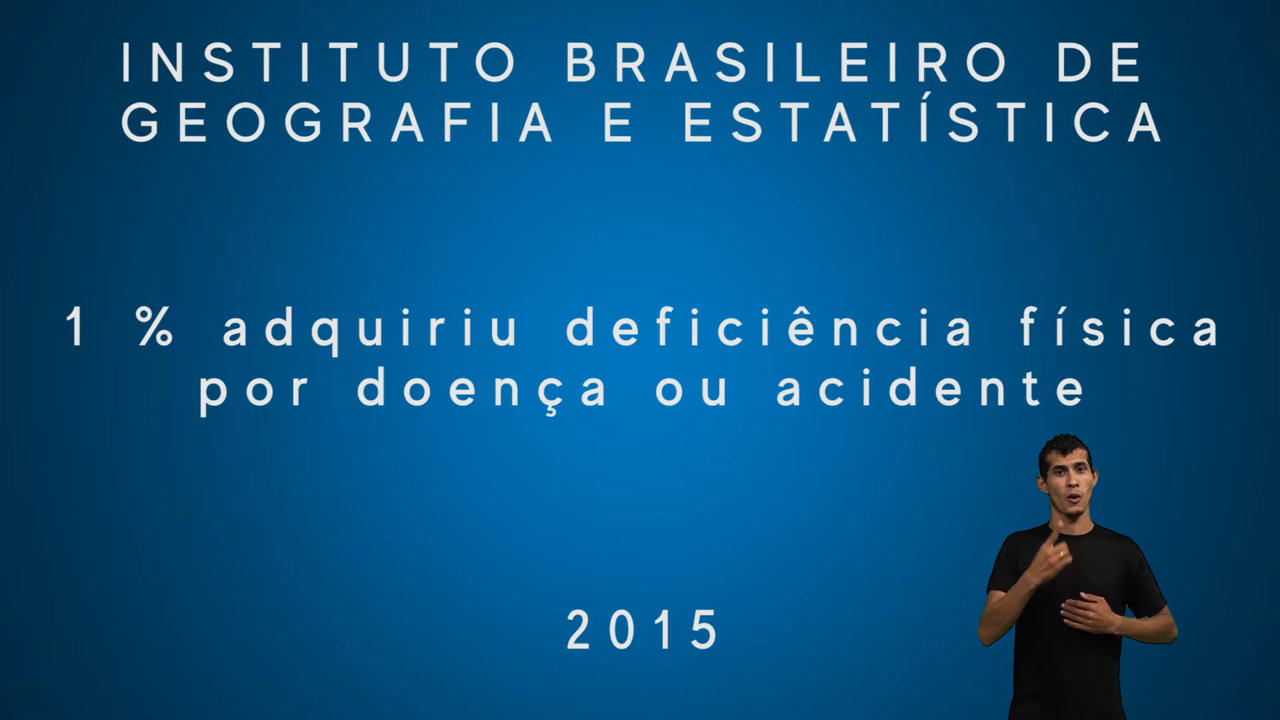 INSTITUTO BRASILEIRO DE
GEOGRAFIA E ESTATÍSTICA
1 % adquiriu deficiência física
por doença ou acidente
2015